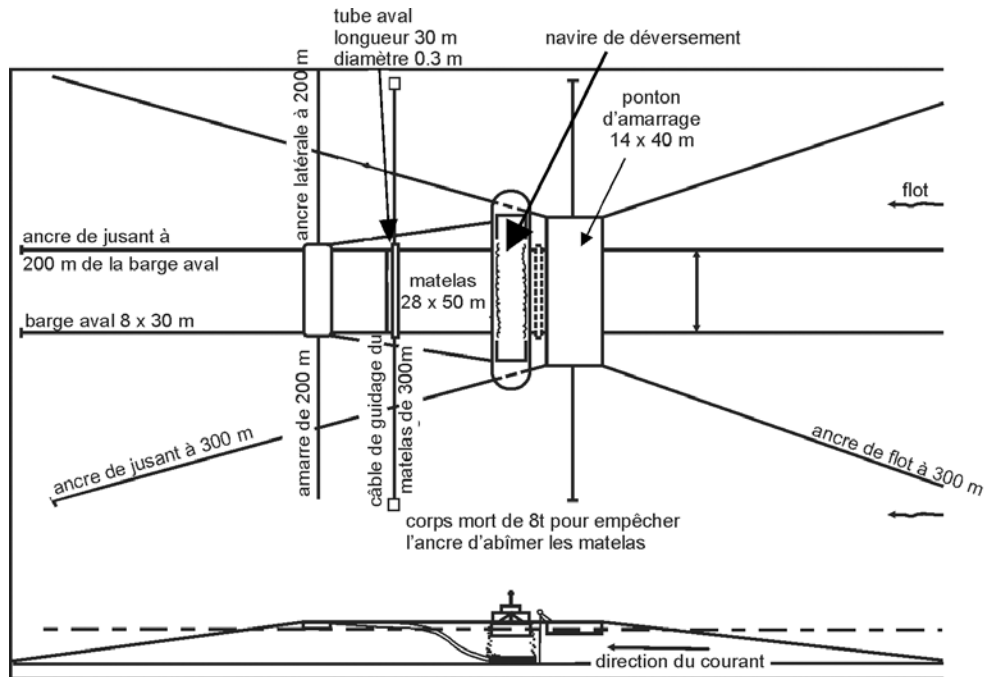 tube aval
longueur 30 m
diamètre 0.3 m
navire de déversement
ponton
d'amarrage
14 x 40 m
ancre latérale à 200 m
flot
ancre de jusant à
200 m de la barge aval
matelas
28 x 50 m
barge aval 8 x 30 m
amarre de 200 m
câble de guidage du
matelas de 300m
ancre de jusant à 300 m
ancre de flot à 300 m
corps mort de 8t pour empêcher
l'ancre d'abîmer les matelas
direction du courant